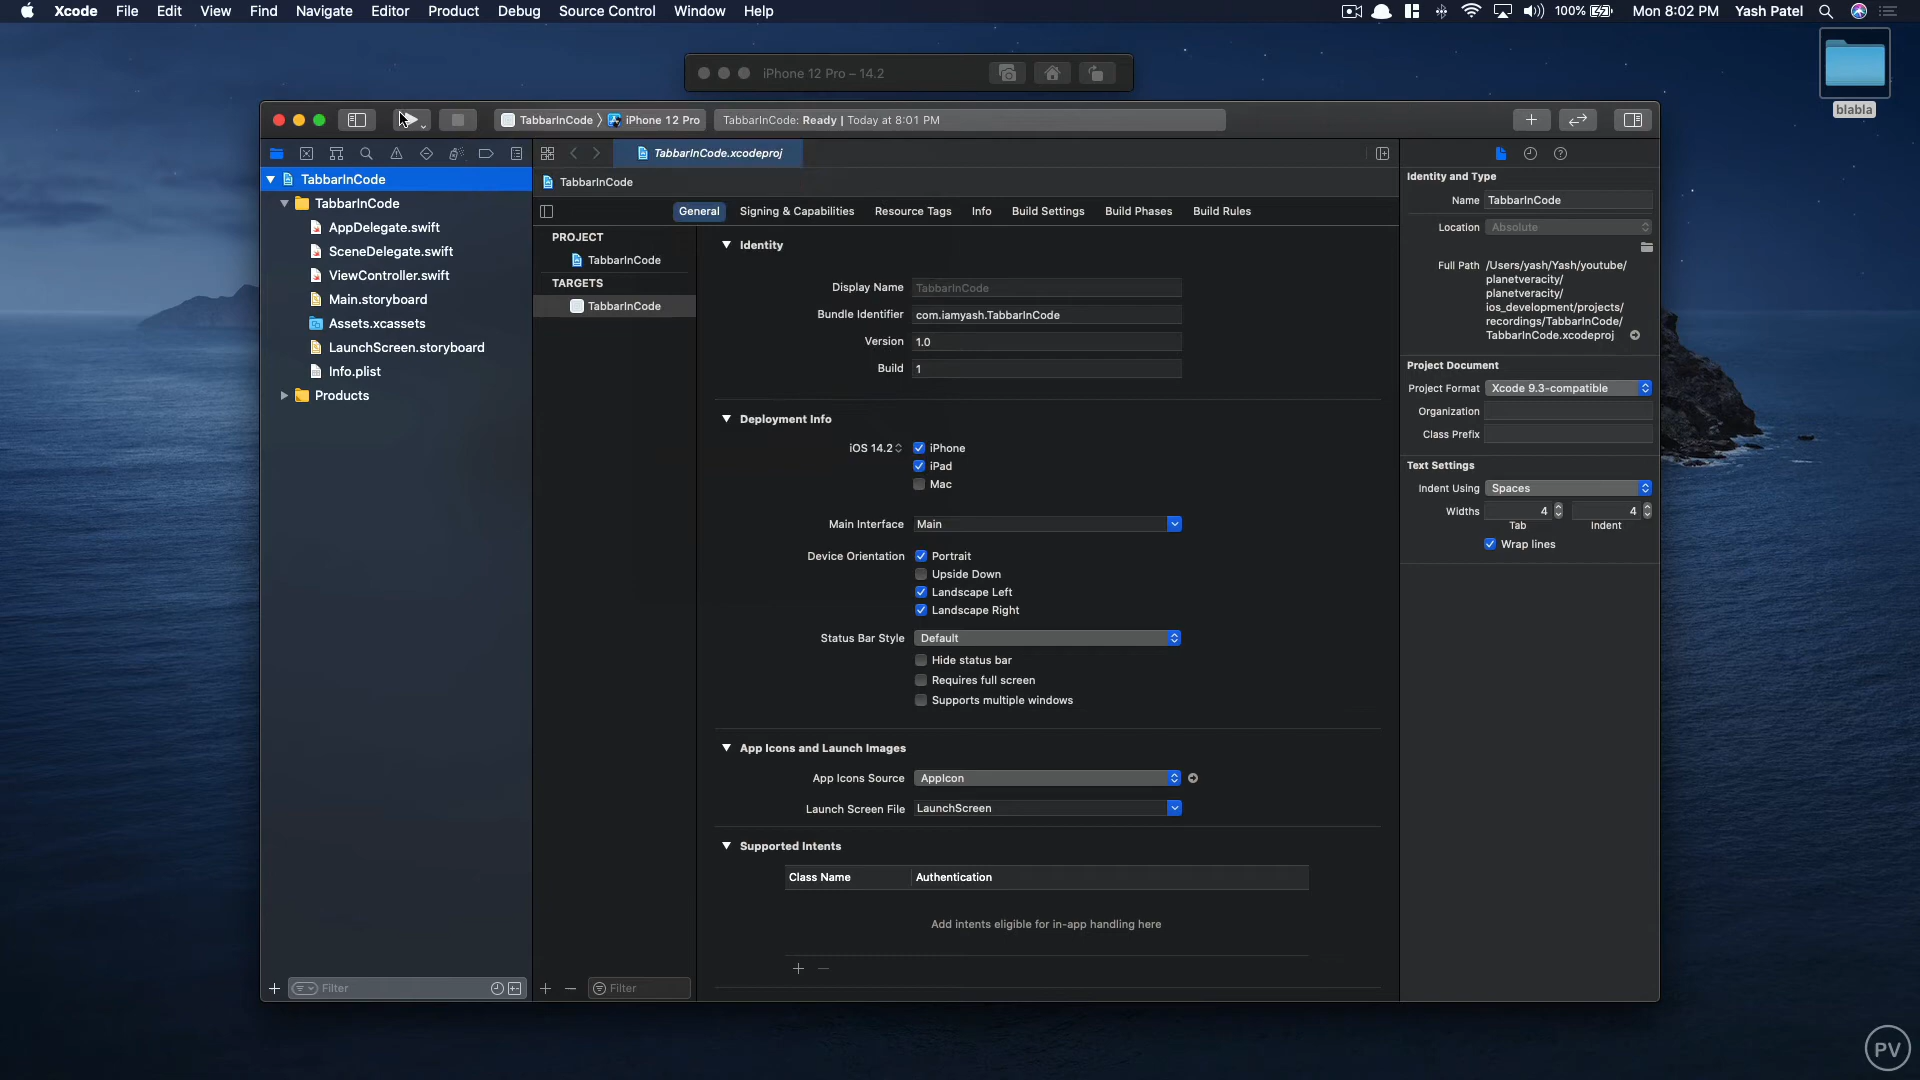 Xcode File Edit View Find Navigate Editor Product Debug Source Control Window Help 100% Mon 8:02 PM Yash Patel
blabla
iPhone 12 Pro – 14.2
TabbarInCode iPhone 12 Pro TabbarInCode: Ready | Today at 8:01 PM
TabbarInCode.xcodeproj
TabbarInCode
TabbarInCode
AppDelegate.swift
SceneDelegate.swift
ViewController.swift
Main.storyboard
Assets.xcassets
LaunchScreen.storyboard
Info.plist
Products
Filter
TabbarInCode
General Signing & Capabilities Resource Tags Info Build Settings Build Phases Build Rules
PROJECT
TabbarInCode
TARGETS
TabbarInCode
Filter
Identity
Display Name TabbarInCode
Bundle Identifier com.iamyash.TabbarInCode
Version 1.0
Build 1
Deployment Info
iOS 14.2 iPhone
iPad
Mac
Main Interface Main
Device Orientation Portrait
Upside Down
Landscape Left
Landscape Right
Status Bar Style Default
Hide status bar
Requires full screen
Supports multiple windows
App Icons and Launch Images
App Icons Source AppIcon
Launch Screen File LaunchScreen
Supported Intents
Class Name Authentication
Add intents eligible for in-app handling here
Identity and Type
Name TabbarInCode
Location Absolute
Full Path /Users/yash/Yash/youtube/
planetveracity/
planetveracity/
ios_development/projects/
recordings/TabbarInCode/
TabbarInCode.xcodeproj
Project Document
Project Format Xcode 9.3-compatible
Organization
Class Prefix
Text Settings
Indent Using Spaces
Widths 4 4
Tab Indent
Wrap lines
PV